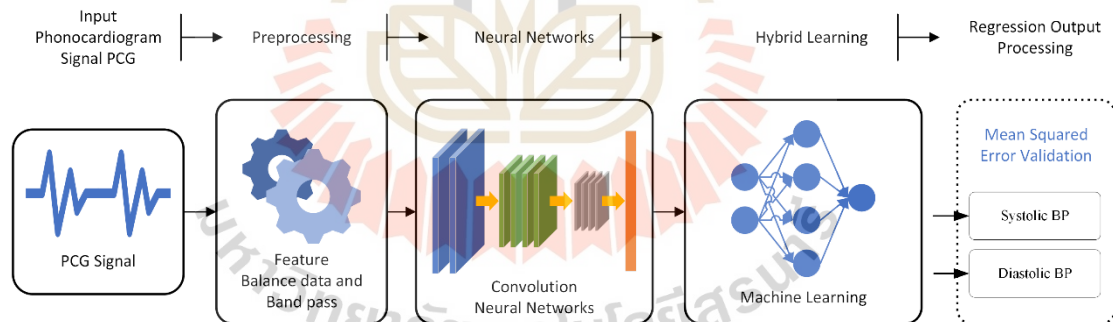 Input
Phonocardiogram
Signal PCG
Preprocessing
Neural Networks
Hybrid Learning
Regression Output
Processing
PCG Signal
Feature
Balance data and
Band pass
Convolution
Neural Networks
Machine Learning
Mean Squared
Error Validation
Systolic BP
Diastolic BP